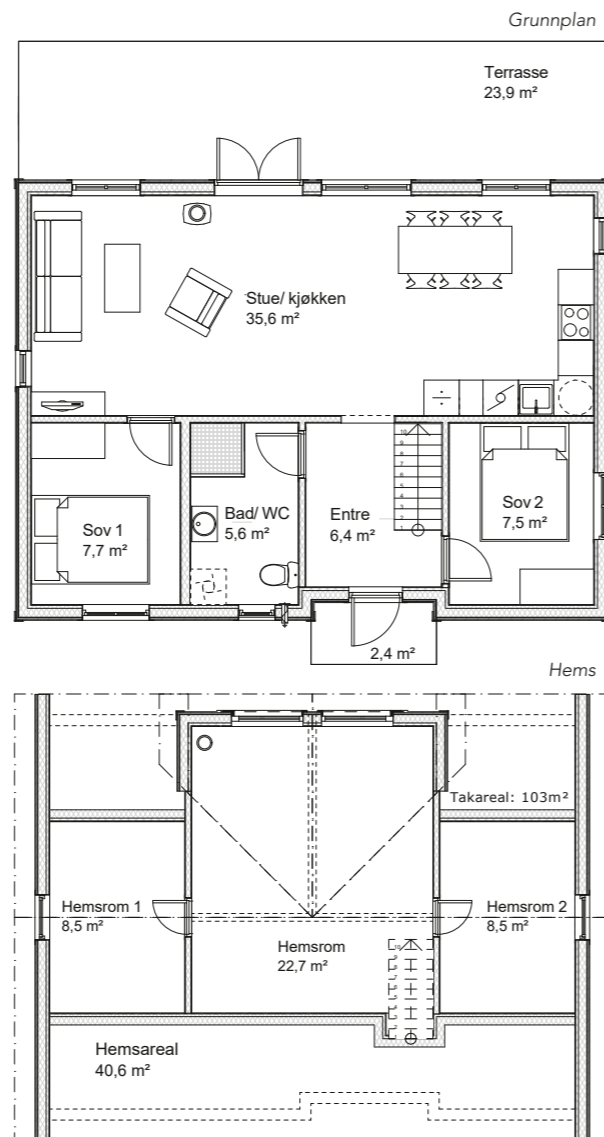 Grunnplan
Terrasse
23,9 m²
Stue/ kjøkken
35,6 m²
Sov 1
7,7 m²
Bad/ WC
5,6 m²
Entre
6,4 m²
Sov 2
7,5 m²
2,4 m²
Hems
Takareal: 103m²
Hemsrom 1
8,5 m²
Hemsrom 2
8,5 m²
Hemsrom
22,7 m²
Hemsareal
40,6 m²